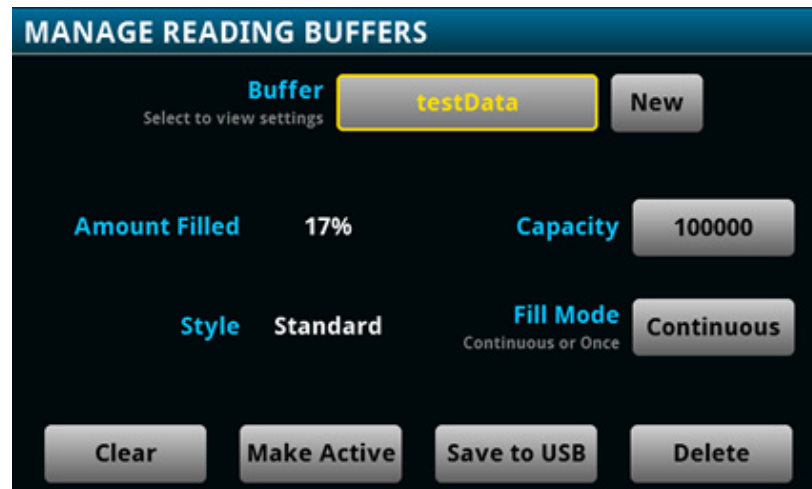 MANAGE READING BUFFERS
Buffer
Select to view settings
testData
New
Amount Filled
17%
Capacity
100000
Style
Standard
Fill Mode
Continuous or Once
Continuous
Clear
Make Active
Save to USB
Delete